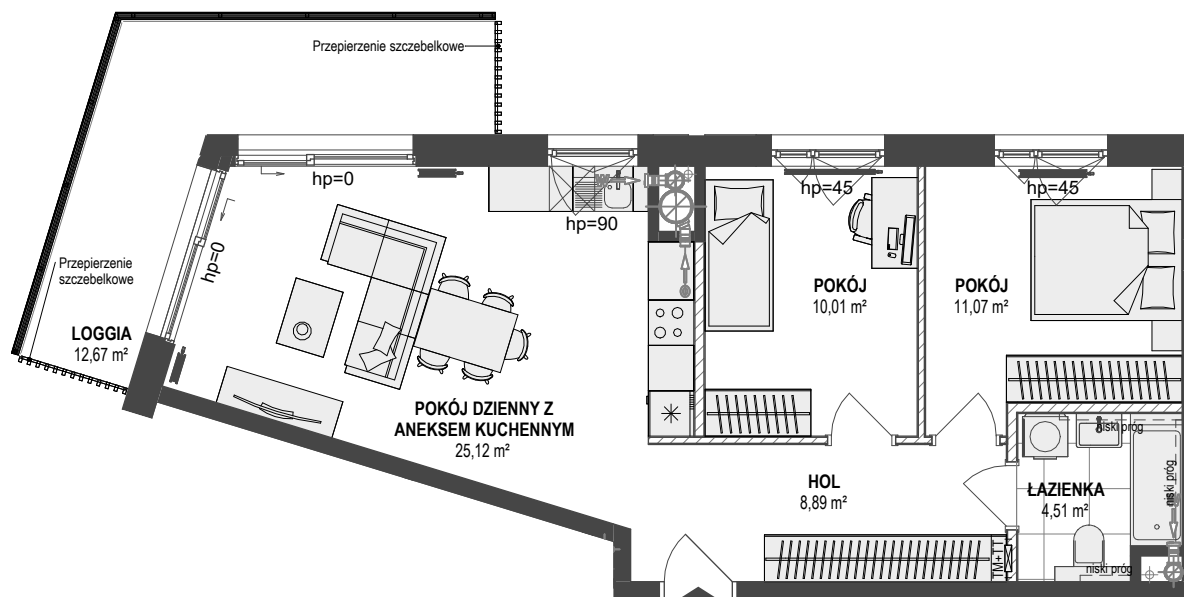 Przepierzenie szczebelkowe
hp=0
hp=90
hp=45
hp=45
hp=0
Przepierzenie
szczebelkowe
LOGGIA
12,67 m²
POKÓJ
10,01 m²
POKÓJ
11,07 m²
POKÓJ DZIENNY Z
ANEKSEM KUCHENNYM
25,12 m²
niski próg
niski próg
HOL
8,89 m²
ŁAZIENKA
4,51 m²
TM+TT
niski próg